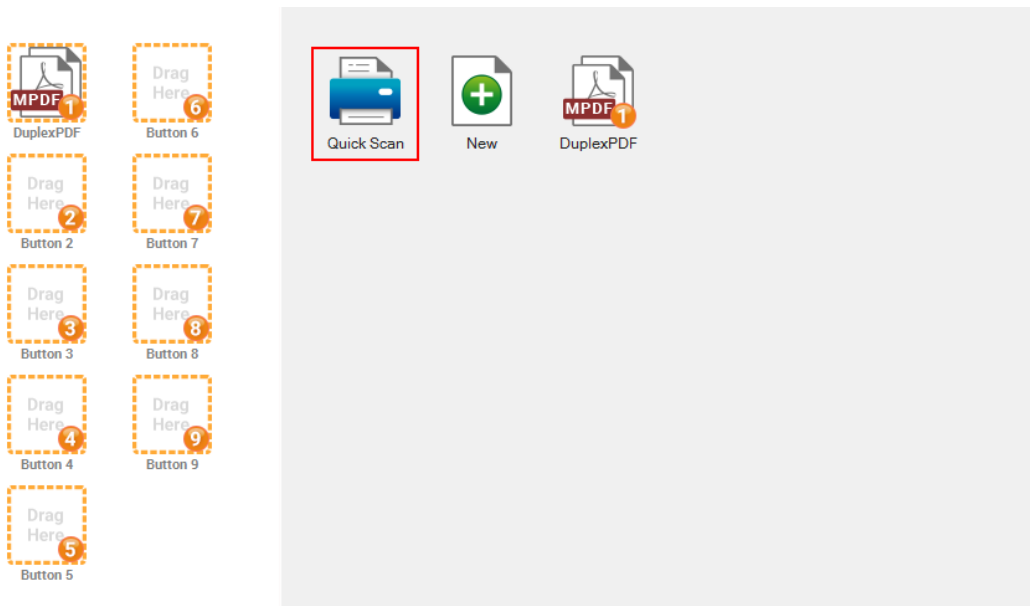 MPDF 1
DuplexPDF
Drag
Here
6
Button 6
Drag
Here
2
Button 2
Drag
Here
7
Button 7
Drag
Here
3
Button 3
Drag
Here
8
Button 8
Drag
Here
4
Button 4
Drag
Here
9
Button 9
Drag
Here
5
Button 5
Quick Scan
New
MPDF 1
DuplexPDF